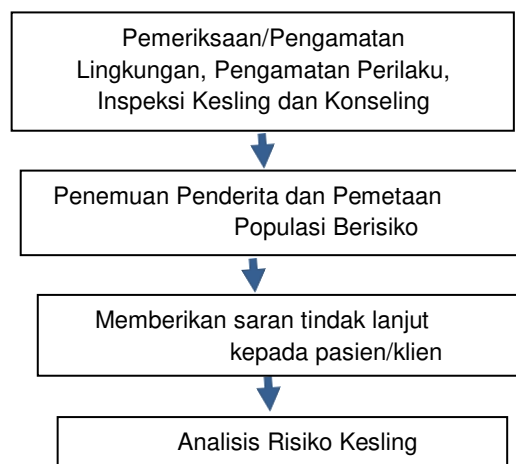 Pemeriksaan/Pengamatan
Lingkungan, Pengamatan Perilaku,
Inspeksi Kesling dan Konseling
Penemuan Penderita dan Pemetaan
Populasi Berisiko
Memberikan saran tindak lanjut
kepada pasien/klien
Analisis Risiko Kesling